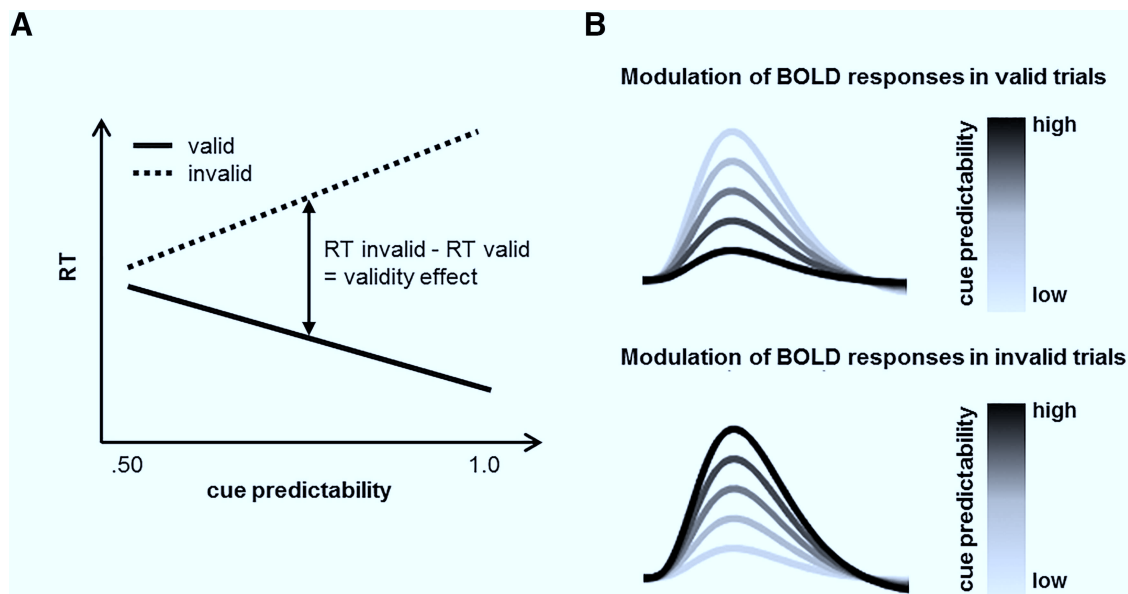 A
valid
invalid
RT
RT invalid - RT valid
= validity effect
.50
1.0
cue predictability
B
Modulation of BOLD responses in valid trials
cue predictability
high
low
Modulation of BOLD responses in invalid trials
cue predictability
high
low